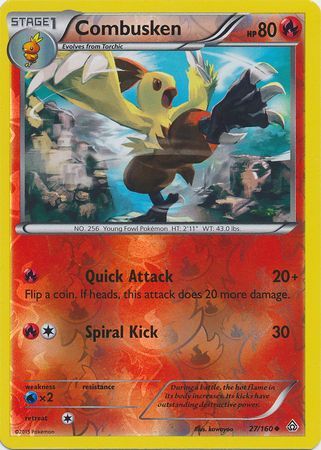 STAGE1
Combusken
HP 80
Evolves from Torchic
NO. 256 Young Fowl Pokémon HT: 2'11" WT: 43.0 lbs.
Quick Attack 20+
Flip a coin. If heads, this attack does 20 more damage.
Spiral Kick 30
weakness
resistance
×2
retreat
During a battle, the hot flame in
its body increases. Its kicks have
outstanding destructive power.
©2015 Pokémon
Illus. kawayoo
27/160